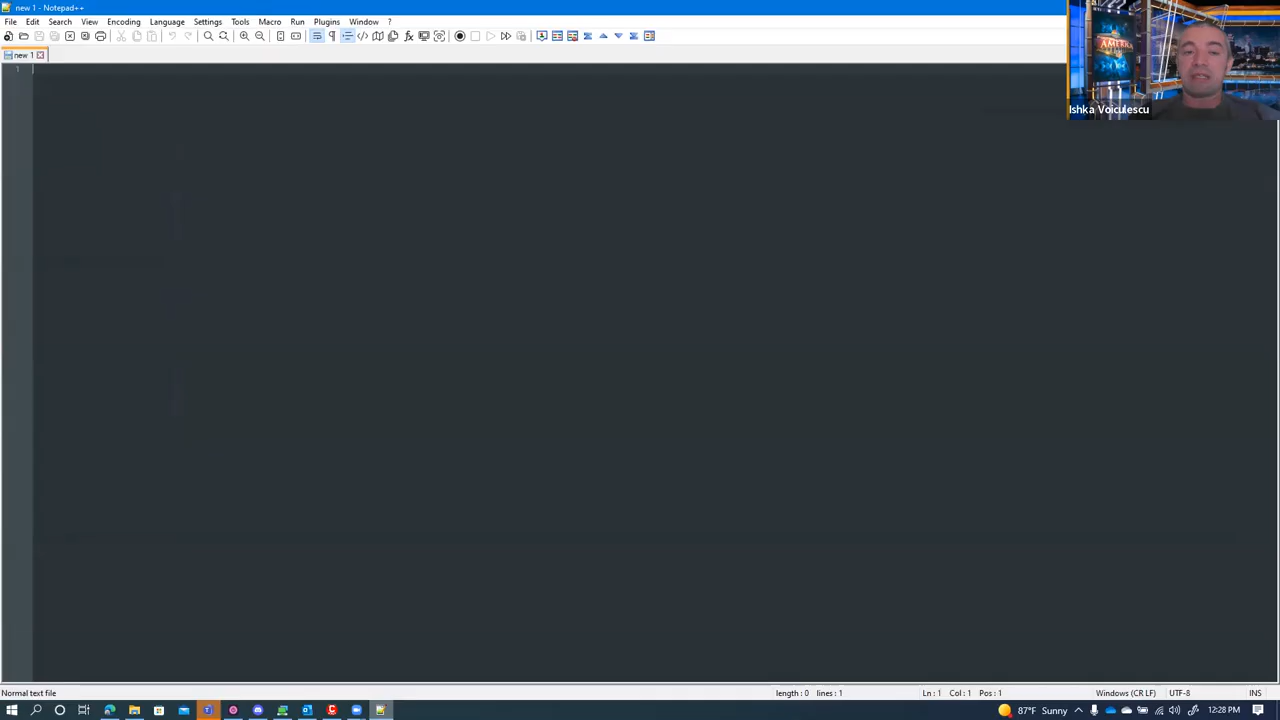 new 1 - Notepad++
File Edit Search View Encoding Language Settings Tools Macro Run Plugins Window ?
new 1
1
AMERICA
Ishka Voiculescu
Normal text file length : 0 lines : 1 Ln : 1 Col : 1 Pos : 1 Windows (CR LF) UTF-8 INS
87°F Sunny 12:28 PM